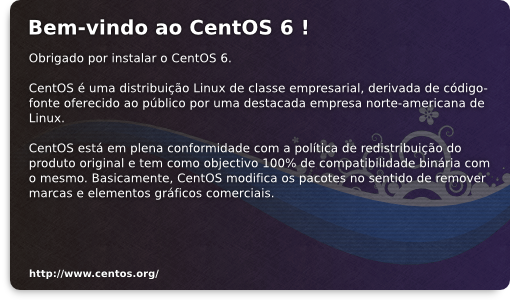 Bem-vindo ao CentOS 6 !
Obrigado por instalar o CentOS 6.
CentOS é uma distribuição Linux de classe empresarial, derivada de código-
fonte oferecido ao público por uma destacada empresa norte-americana de
Linux.
CentOS está em plena conformidade com a política de redistribuição do
produto original e tem como objectivo 100% de compatibilidade binária com
o mesmo. Basicamente, CentOS modifica os pacotes no sentido de remover
marcas e elementos gráficos comerciais.
http://www.centos.org/